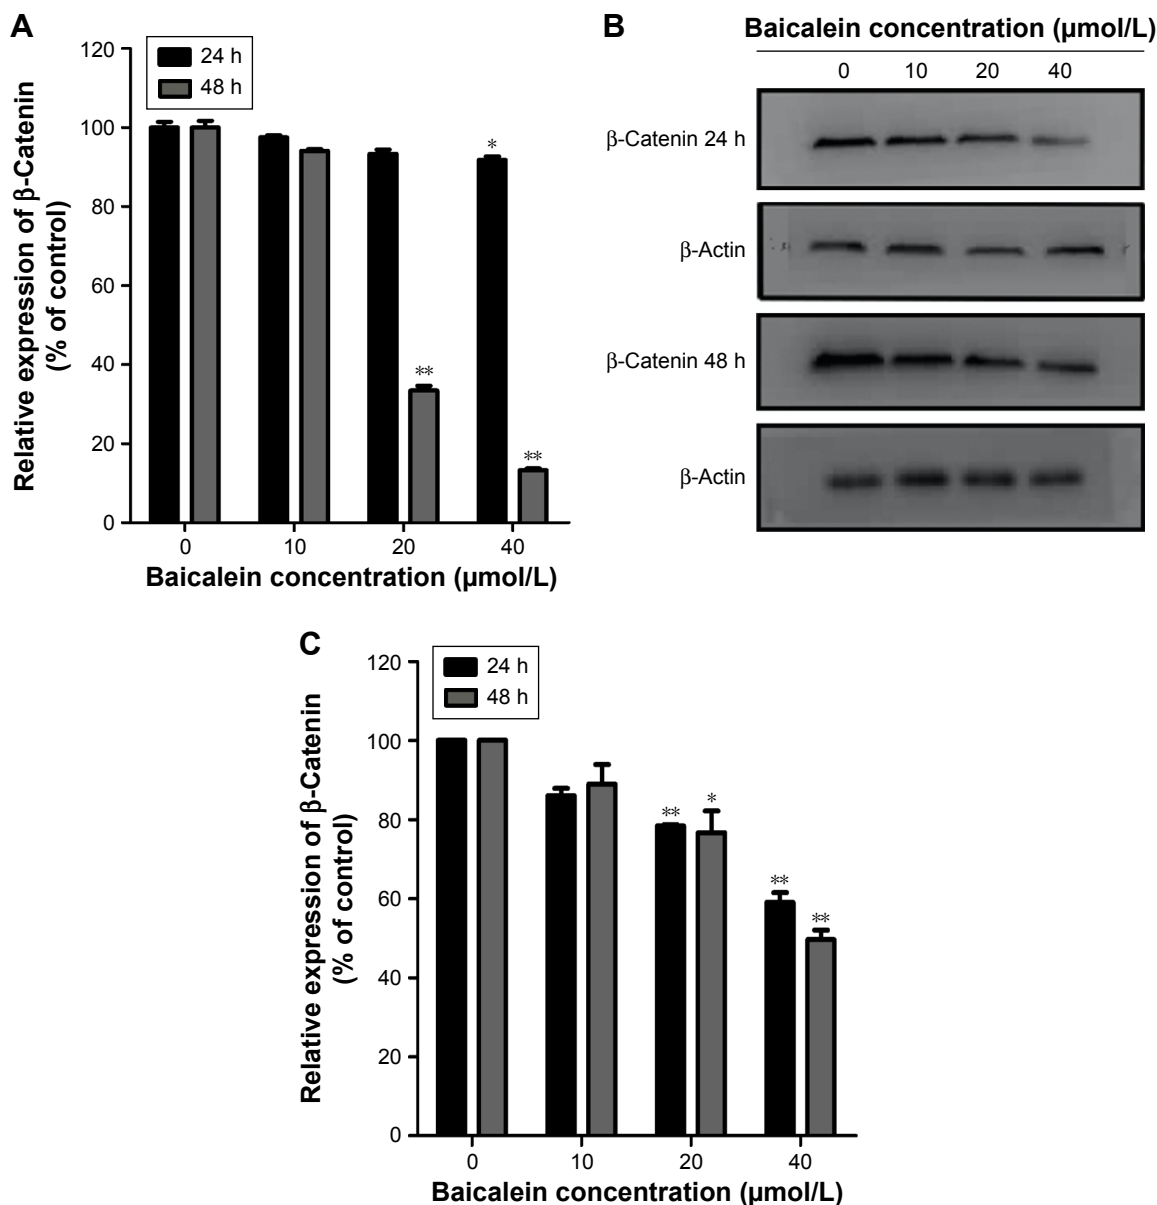 A
120
100
80
60
40
20
0
Relative expression of β-Catenin
(% of control)
24 h
48 h
*
**
**
0 10 20 40
Baicalein concentration (µmol/L)
B
Baicalein concentration (µmol/L)
0 10 20 40
β-Catenin 24 h
β-Actin
β-Catenin 48 h
β-Actin
C
120
100
80
60
40
20
0
Relative expression of β-Catenin
(% of control)
24 h
48 h
**
*
**
**
0 10 20 40
Baicalein concentration (µmol/L)